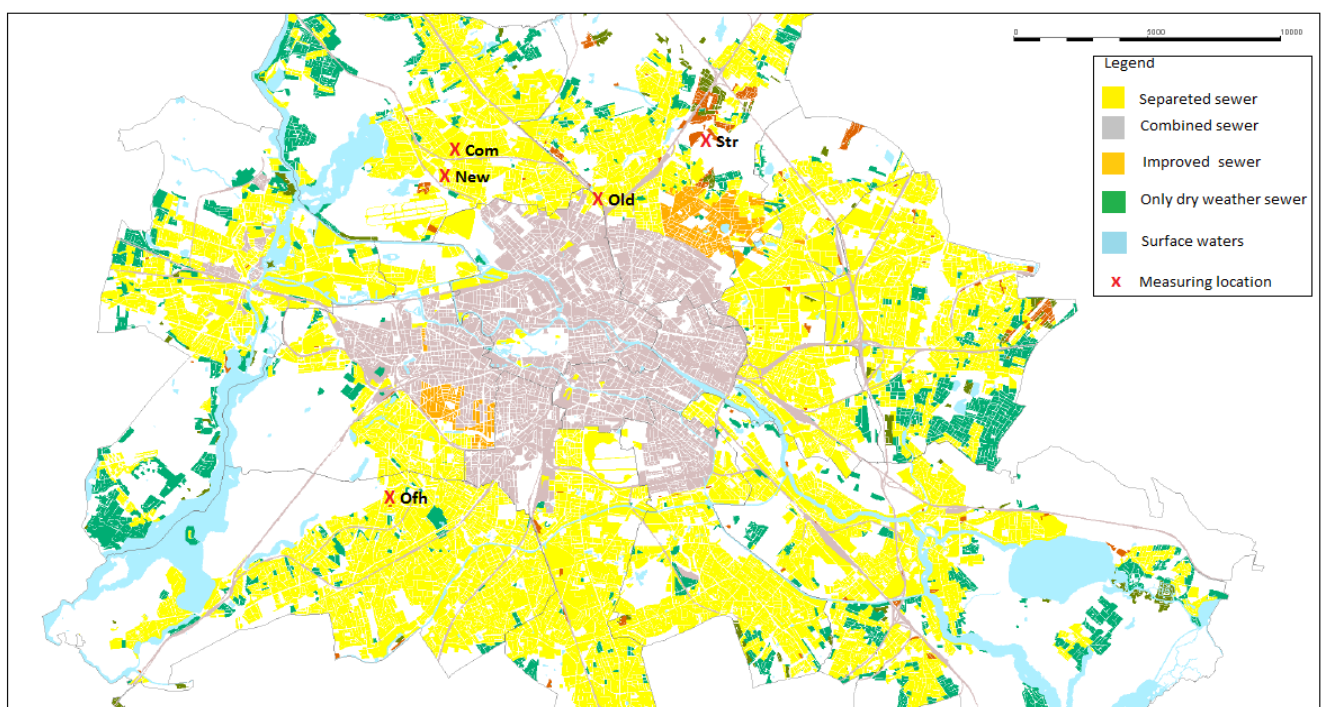 0 5000 10000
Legend
Separeted sewer
Combined sewer
Improved sewer
Only dry weather sewer
Surface waters
X Measuring location
X Com
X Str
X New
X Old
X Ofh